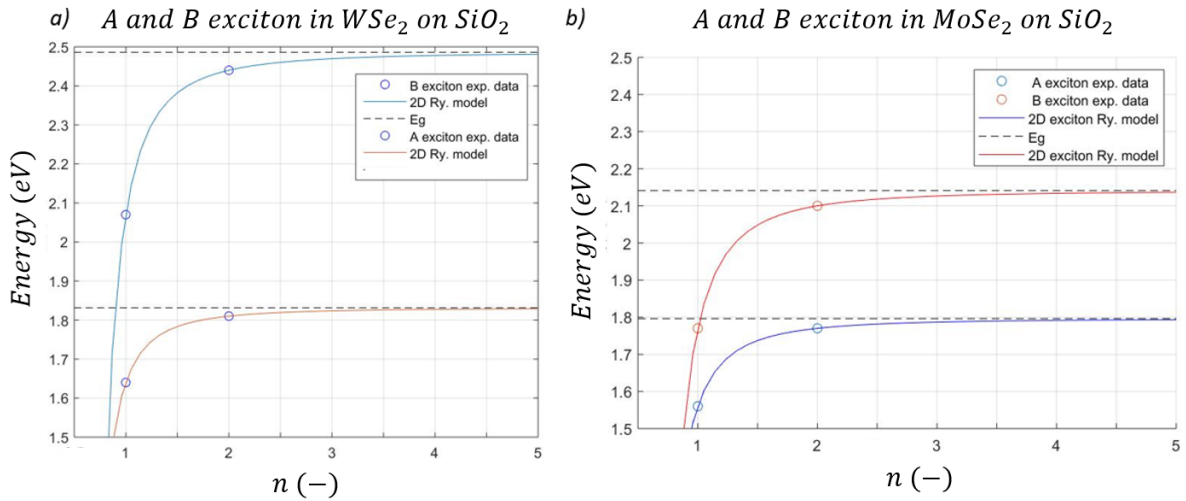 a) A and B exciton in WSe₂ on SiO₂
2.5
2.4
2.3
2.2
2.1
2
1.9
1.8
1.7
1.6
1.5
Energy (eV)
B exciton exp. data
2D Ry. model
Eg
A exciton exp. data
2D Ry. model
1 2 3 4 5
n (−)
b) A and B exciton in MoSe₂ on SiO₂
2.5
2.4
2.3
2.2
2.1
2
1.9
1.8
1.7
1.6
1.5
Energy (eV)
A exciton exp. data
B exciton exp. data
2D exciton Ry. model
Eg
2D exciton Ry. model
1 2 3 4 5
n (−)